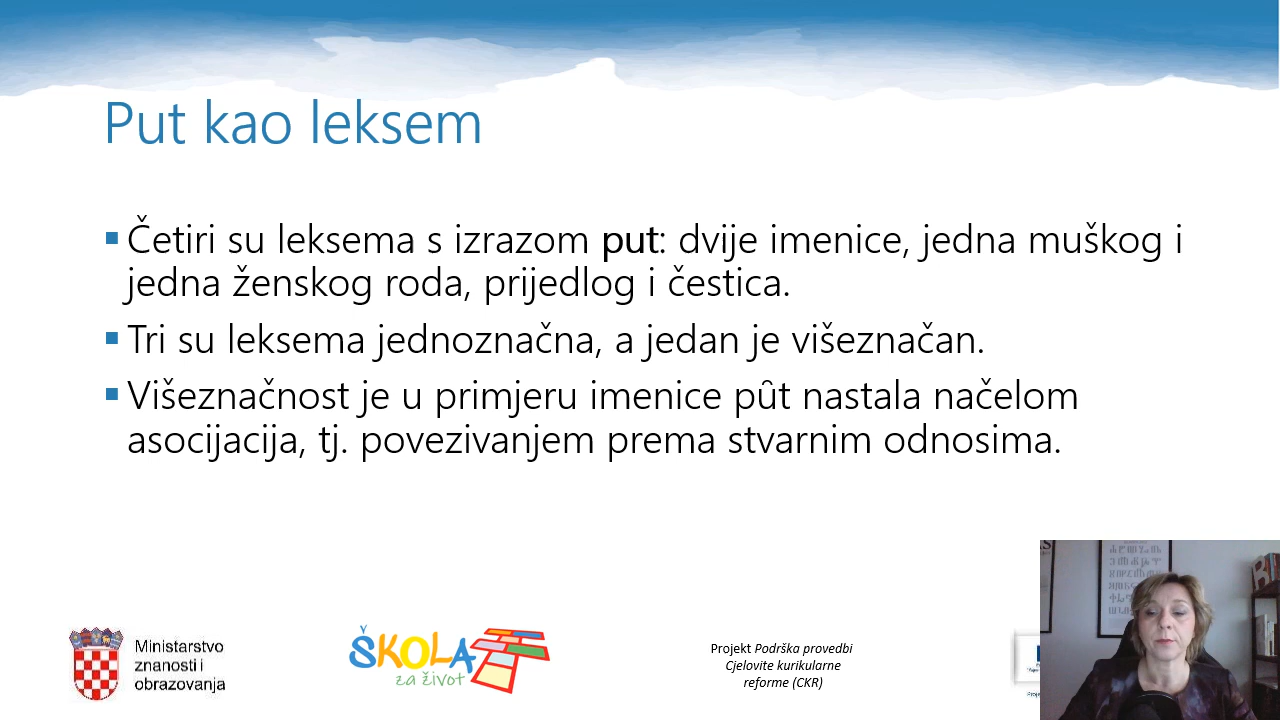 Put kao leksem
Četiri su leksema s izrazom put: dvije imenice, jedna muškog i
jedna ženskog roda, prijedlog i čestica.
Tri su leksema jednoznačna, a jedan je višeznačan.
Višeznačnost je u primjeru imenice pȗt nastala načelom
asocijacija, tj. povezivanjem prema stvarnim odnosima.
Ministarstvo
znanosti i
obrazovanja
ŠKOLA
za život
Projekt Podrška provedbi
Cjelovite kurikularne
reforme (CKR)